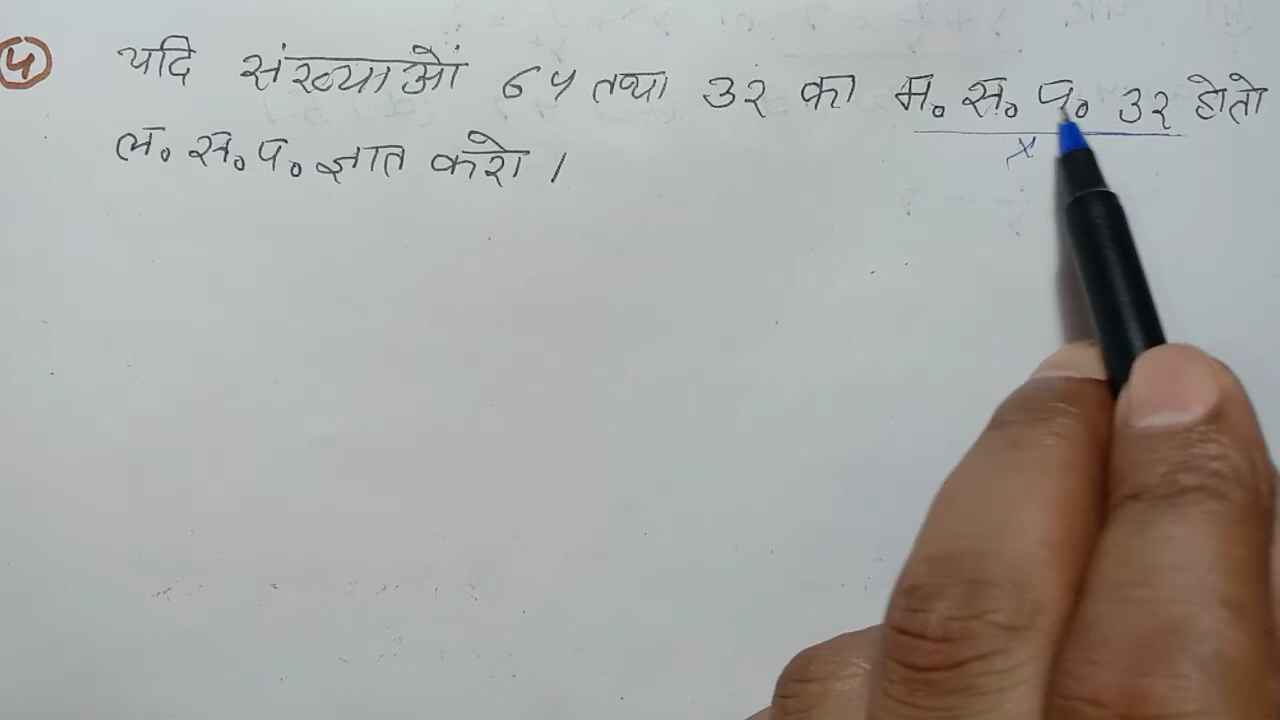 4 यदि संख्याओं 64 तथा 32 का म. स. प. 32 होतो
ल. स. प. ज्ञात करो ।
x